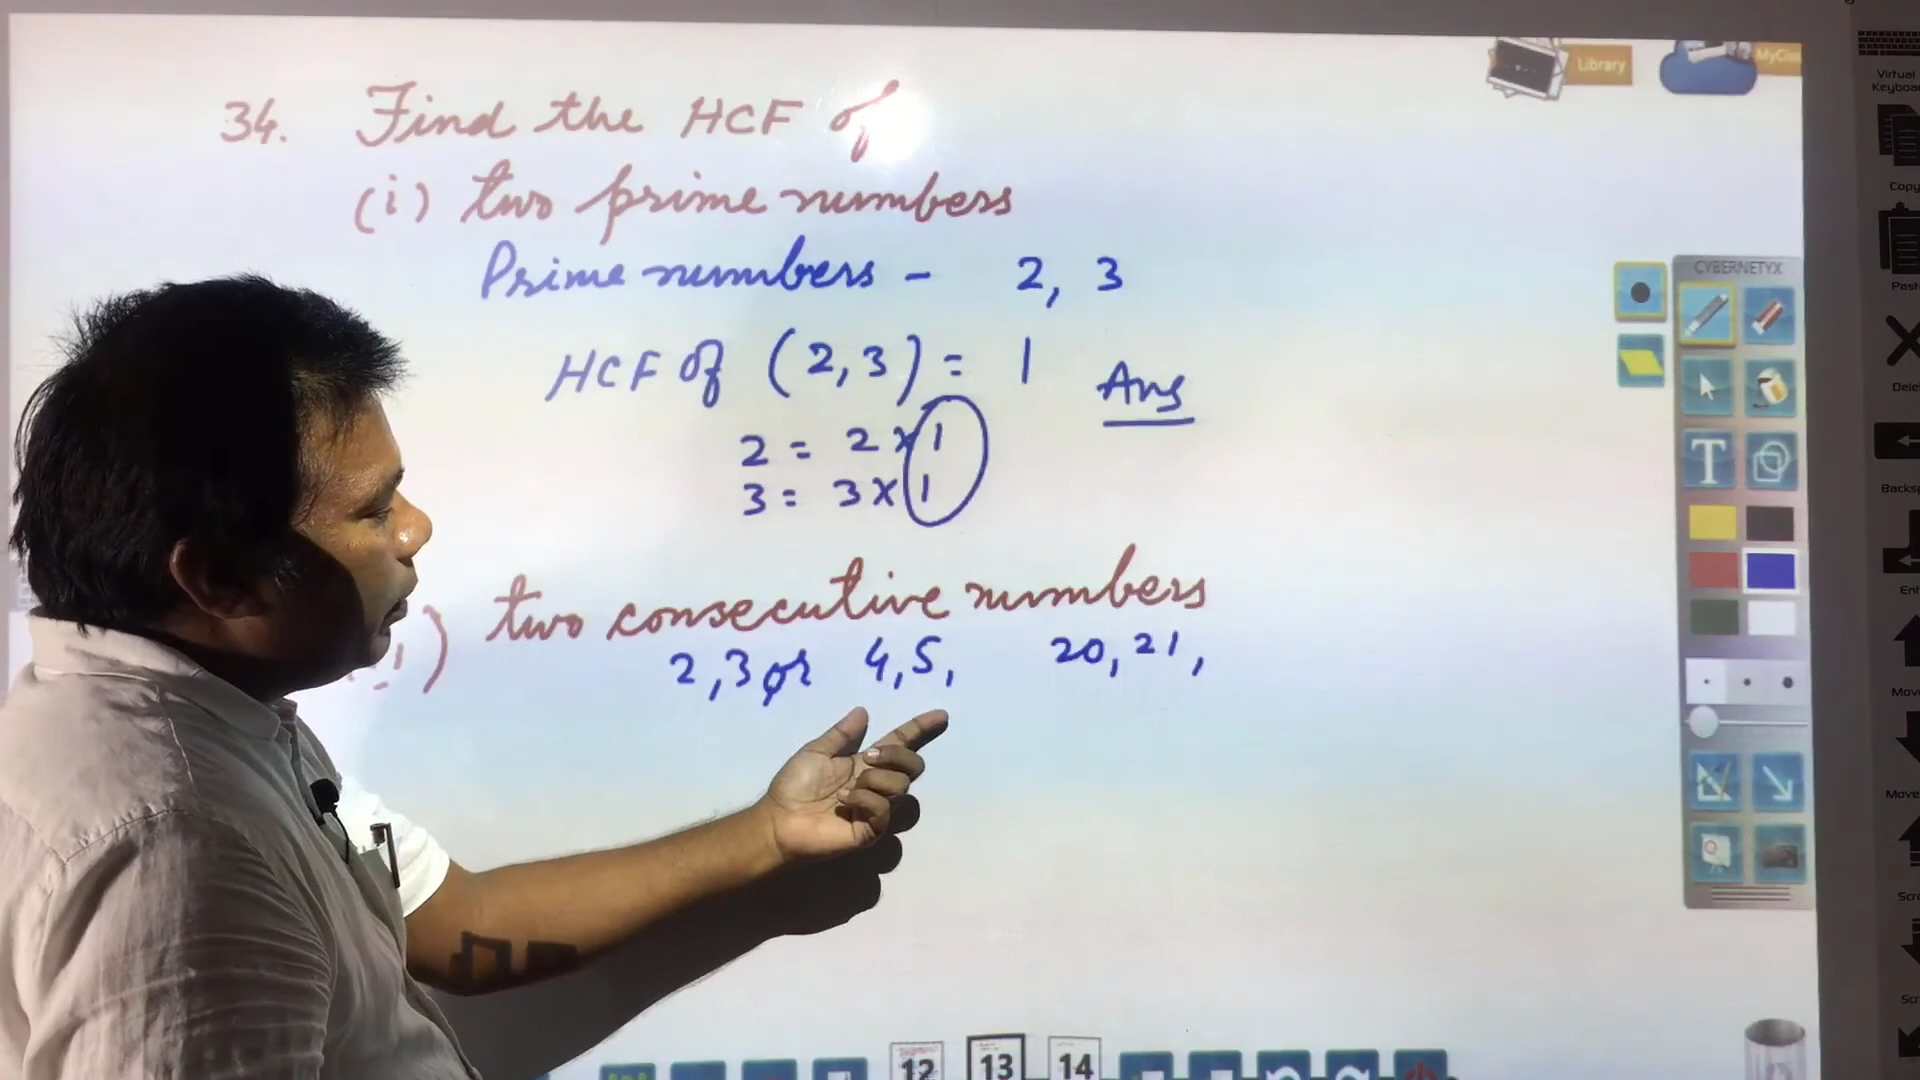 34. Find the HCF of
(i) two prime numbers
Prime numbers - 2, 3
HCF of (2,3) = 1 Ans
2 = 2 x 1
3 = 3 x 1
) two consecutive numbers
2,3 or 4,5, 20, 21,
Library
CYBERNETYX
T
Virtual
Copy
12 13 14